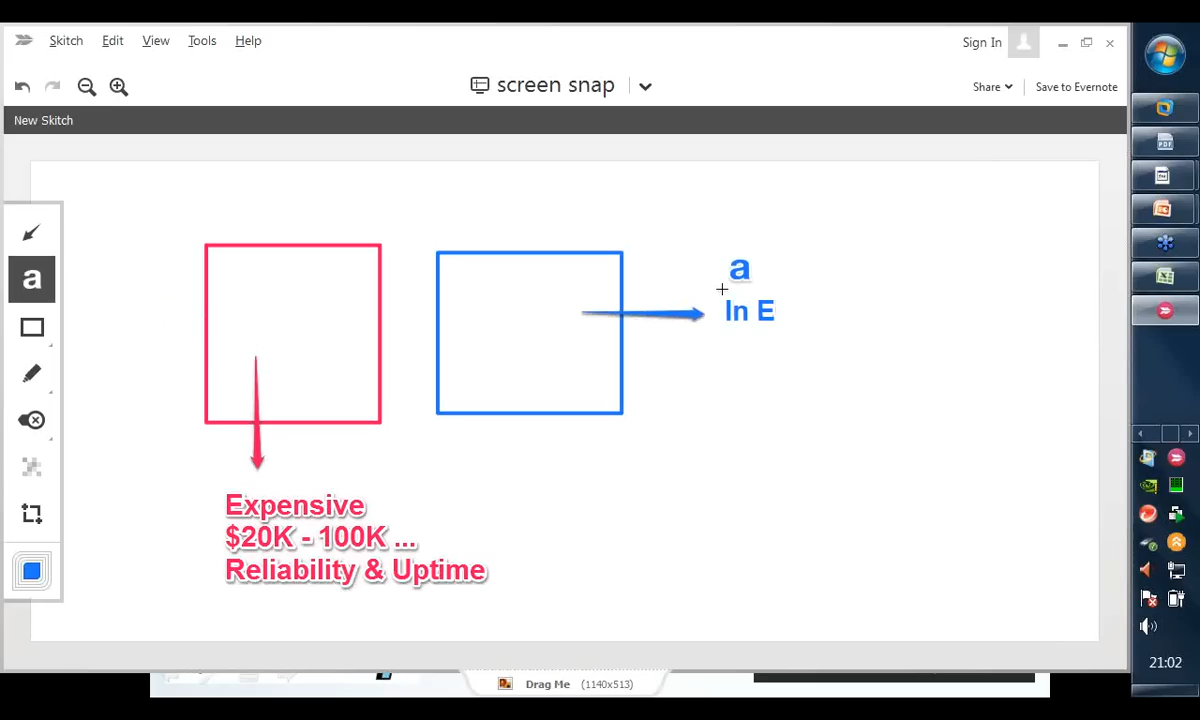 Skitch Edit View Tools Help Sign In
screen snap Share Save to Evernote
New Skitch
a
a
In E
Expensive
$20K - 100K ...
Reliability & Uptime
Drag Me (1140x513)
PDF
21:02